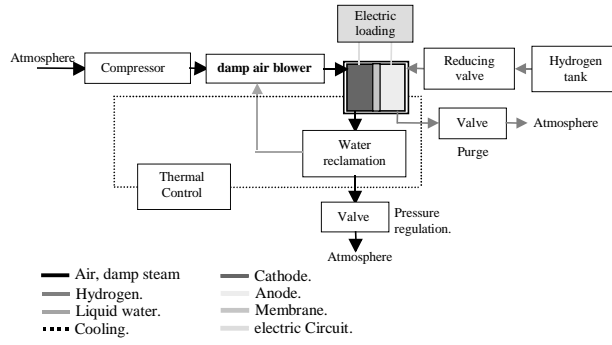 Electric
loading
Atmosphere
Compressor
damp air blower
Reducing
valve
Hydrogen
tank
Valve
Atmosphere
Purge
Water
reclamation
Thermal
Control
Valve
Pressure
regulation.
Atmosphere
Air, damp steam
Hydrogen.
Liquid water.
Cooling.
Cathode.
Anode.
Membrane.
electric Circuit.